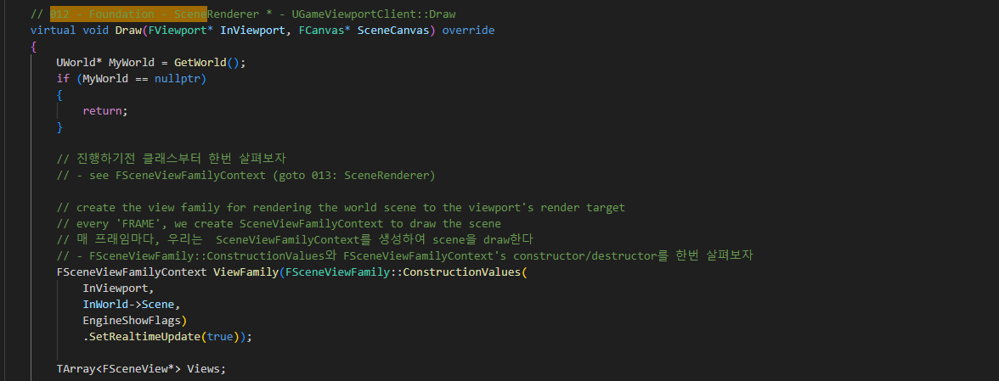 // 012 - Foundation - SceneRenderer * - UGameViewportClient::Draw
virtual void Draw(FViewport* InViewport, FCanvas* SceneCanvas) override
{
UWorld* MyWorld = GetWorld();
if (MyWorld == nullptr)
{
return;
}
// 진행하기전 클래스부터 한번 살펴보자
// - see FSceneViewFamilyContext (goto 013: SceneRenderer)
// create the view family for rendering the world scene to the viewport's render target
// every 'FRAME', we create SceneViewFamilyContext to draw the scene
// 매 프레임마다, 우리는  SceneViewFamilyContext를 생성하여 scene을 draw한다
// - FSceneViewFamily::ConstructionValues와 FSceneViewFamilyContext's constructor/destructor를 한번 살펴보자
FSceneViewFamilyContext ViewFamily(FSceneViewFamily::ConstructionValues(
InViewport,
InWorld->Scene,
EngineShowFlags)
.SetRealtimeUpdate(true));
TArray<FSceneView*> Views;